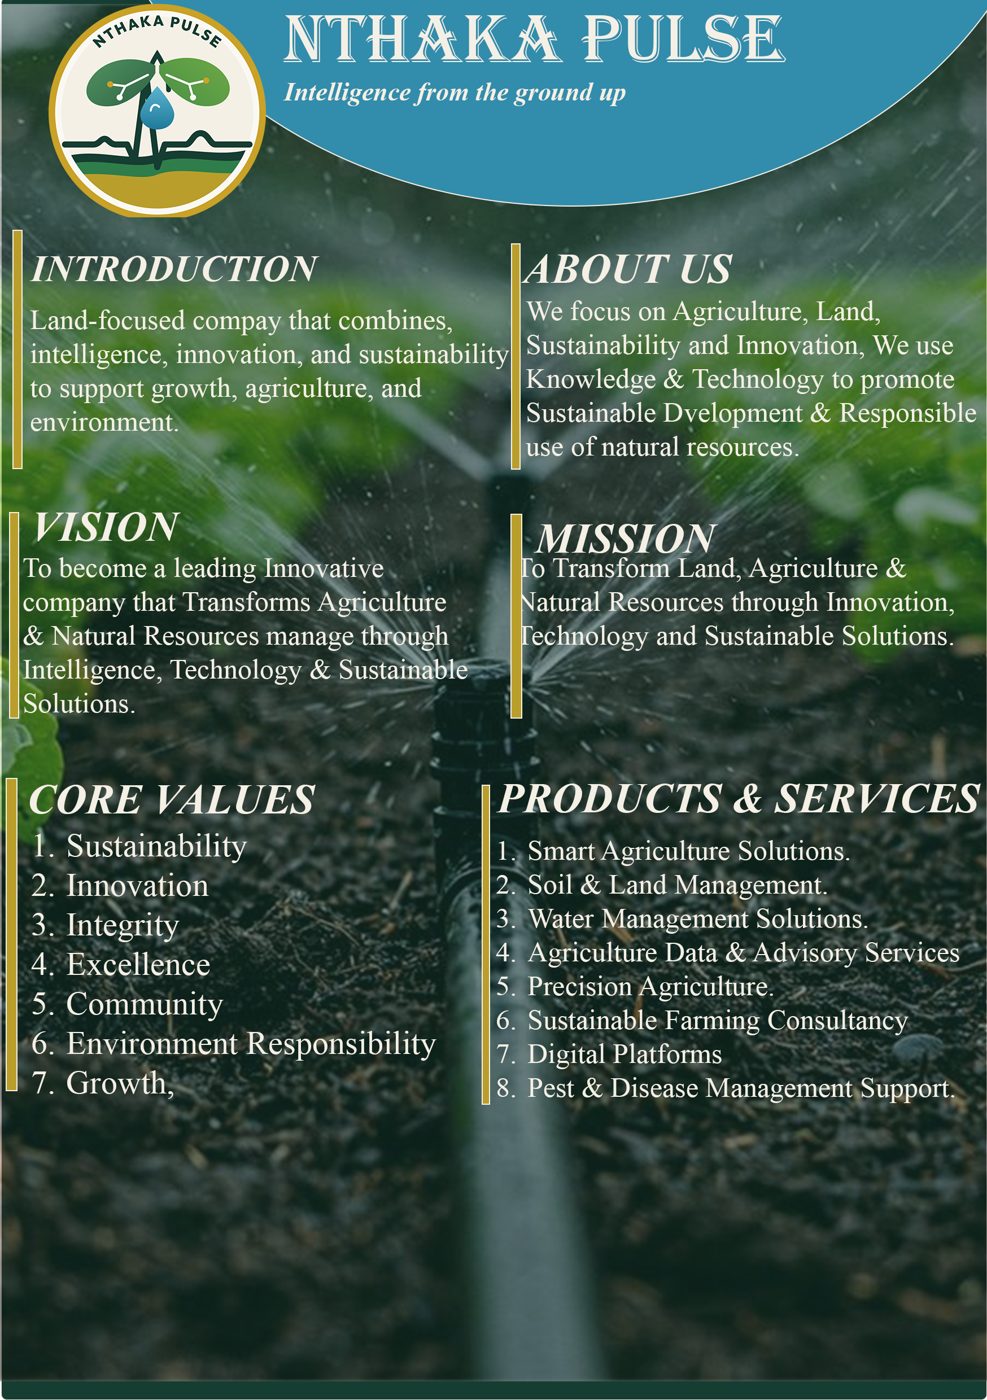 NTHAKA PULSE
NTHAKA PULSE
Intelligence from the ground up
INTRODUCTION
Land-focused compay that combines,
intelligence, innovation, and sustainability
to support growth, agriculture, and
environment.
ABOUT US
We focus on Agriculture, Land,
Sustainability and Innovation, We use
Knowledge & Technology to promote
Sustainable Dvelopment & Responsible
use of natural resources.
VISION
To become a leading Innovative
company that Transforms Agriculture
& Natural Resources manage through
Intelligence, Technology & Sustainable
Solutions.
MISSION
To Transform Land, Agriculture &
Natural Resources through Innovation,
Technology and Sustainable Solutions.
CORE VALUES
1. Sustainability
2. Innovation
3. Integrity
4. Excellence
5. Community
6. Environment Responsibility
7. Growth,
PRODUCTS & SERVICES
1. Smart Agriculture Solutions.
2. Soil & Land Management.
3. Water Management Solutions.
4. Agriculture Data & Advisory Services
5. Precision Agriculture.
6. Sustainable Farming Consultancy
7. Digital Platforms
8. Pest & Disease Management Support.